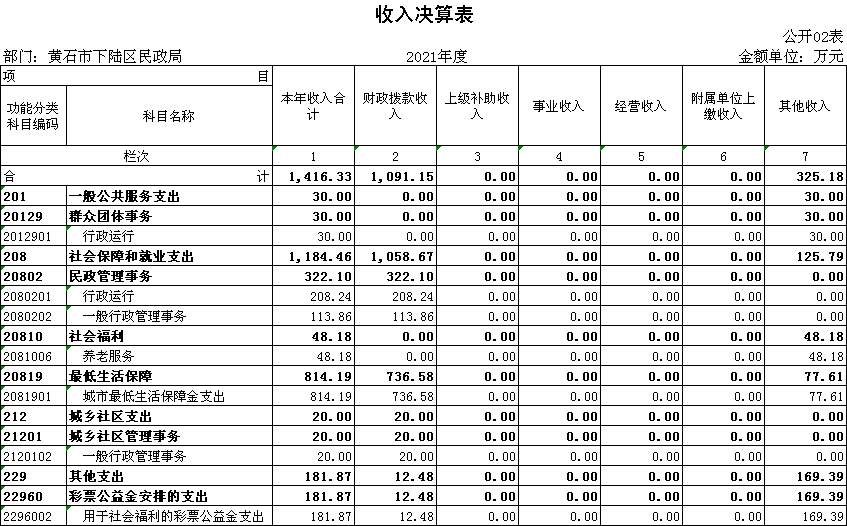 收入决算表
公开02表
部门：黄石市下陆区民政局 2021年度 金额单位：万元
项 目 本年收入合计 财政拨款收入 上级补助收入 事业收入 经营收入 附属单位上缴收入 其他收入
功能分类科目编码 科目名称
栏次 1 2 3 4 5 6 7
合 计 1,416.33 1,091.15 0.00 0.00 0.00 0.00 325.18
201 一般公共服务支出 30.00 0.00 0.00 0.00 0.00 0.00 30.00
20129 群众团体事务 30.00 0.00 0.00 0.00 0.00 0.00 30.00
2012901 行政运行 30.00 0.00 0.00 0.00 0.00 0.00 30.00
208 社会保障和就业支出 1,184.46 1,058.67 0.00 0.00 0.00 0.00 125.79
20802 民政管理事务 322.10 322.10 0.00 0.00 0.00 0.00 0.00
2080201 行政运行 208.24 208.24 0.00 0.00 0.00 0.00 0.00
2080202 一般行政管理事务 113.86 113.86 0.00 0.00 0.00 0.00 0.00
20810 社会福利 48.18 0.00 0.00 0.00 0.00 0.00 48.18
2081006 养老服务 48.18 0.00 0.00 0.00 0.00 0.00 48.18
20819 最低生活保障 814.19 736.58 0.00 0.00 0.00 0.00 77.61
2081901 城市最低生活保障金支出 814.19 736.58 0.00 0.00 0.00 0.00 77.61
212 城乡社区支出 20.00 20.00 0.00 0.00 0.00 0.00 0.00
21201 城乡社区管理事务 20.00 20.00 0.00 0.00 0.00 0.00 0.00
2120102 一般行政管理事务 20.00 20.00 0.00 0.00 0.00 0.00 0.00
229 其他支出 181.87 12.48 0.00 0.00 0.00 0.00 169.39
22960 彩票公益金安排的支出 181.87 12.48 0.00 0.00 0.00 0.00 169.39
2296002 用于社会福利的彩票公益金支出 181.87 12.48 0.00 0.00 0.00 0.00 169.39